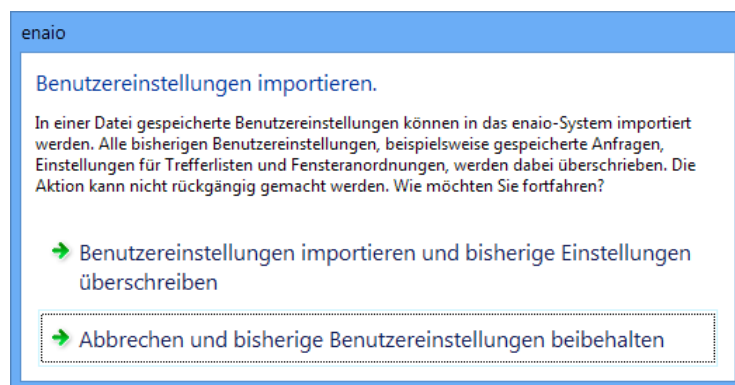 enaio
Benutzereinstellungen importieren.
In einer Datei gespeicherte Benutzereinstellungen können in das enaio-System importiert
werden. Alle bisherigen Benutzereinstellungen, beispielsweise gespeicherte Anfragen,
Einstellungen für Trefferlisten und Fensteranordnungen, werden dabei überschrieben. Die
Aktion kann nicht rückgängig gemacht werden. Wie möchten Sie fortfahren?
Benutzereinstellungen importieren und bisherige Einstellungen
überschreiben
Abbrechen und bisherige Benutzereinstellungen beibehalten